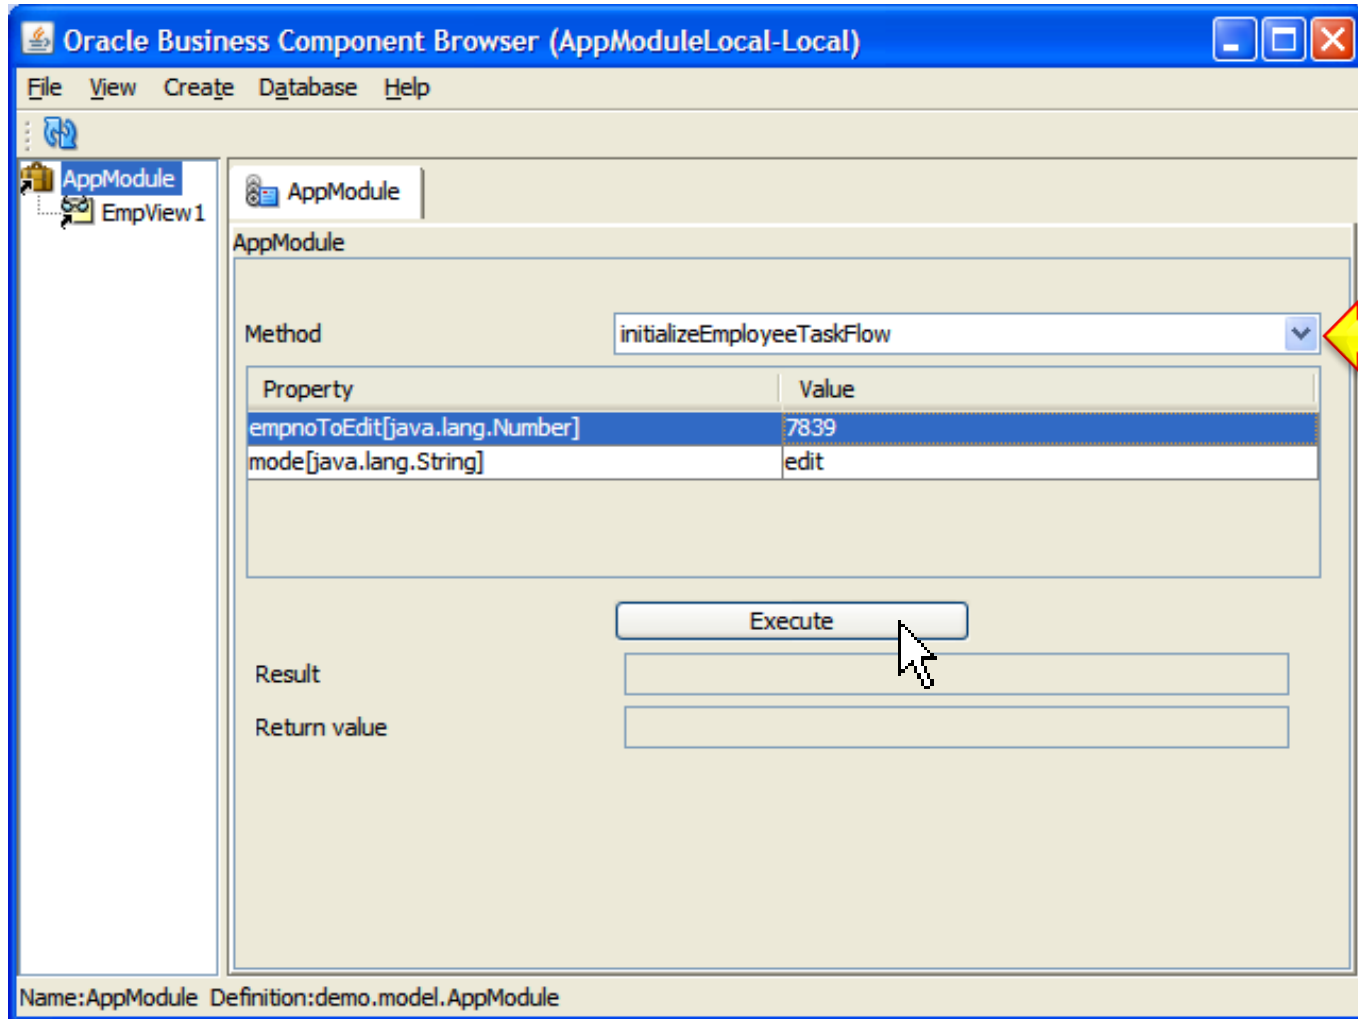 Oracle Business Component Browser (AppModuleLocal-Local)
File View Create Database Help
AppModule
EmpView1
AppModule
AppModule
Method initializeEmployeeTaskFlow
Property Value
empnoToEdit[java.lang.Number] 7839
mode[java.lang.String] edit
Execute
Result
Return value
Name:AppModule Definition:demo.model.AppModule